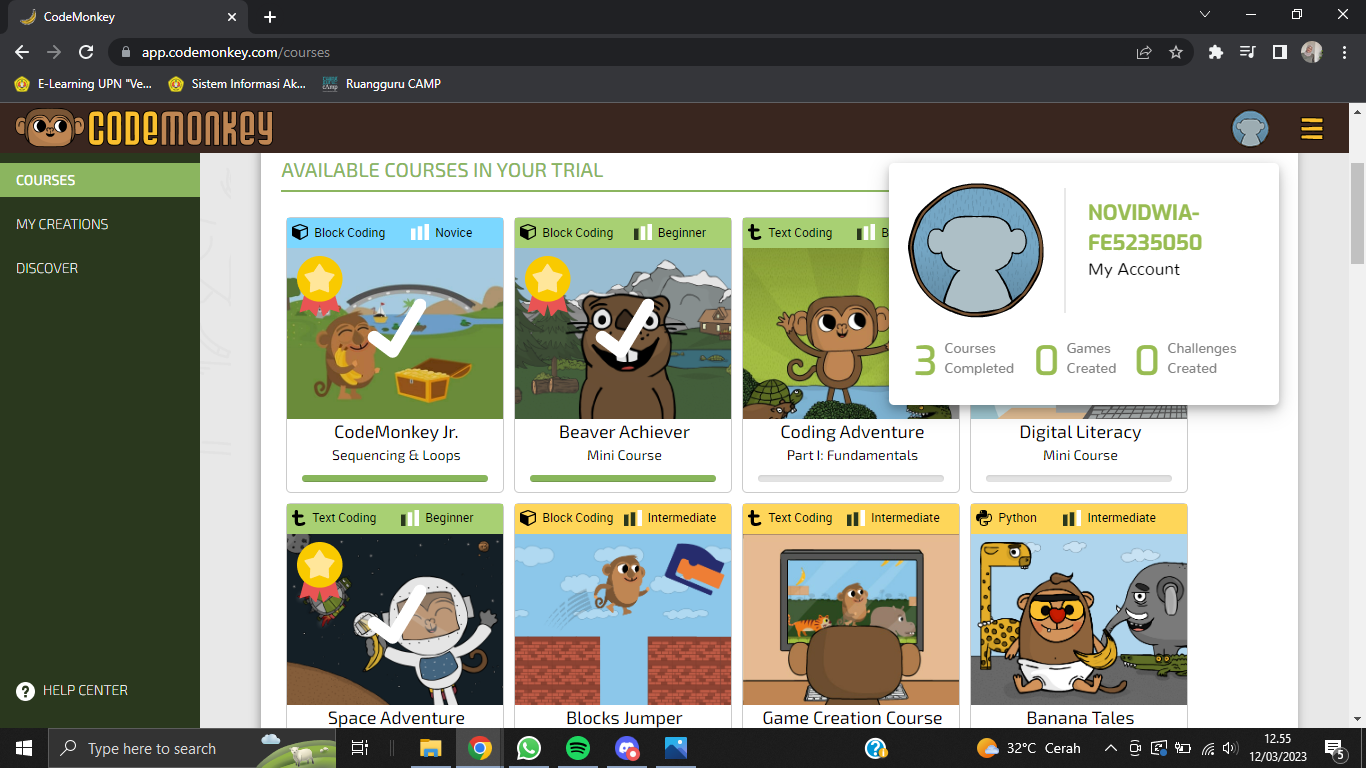 CodeMonkey
app.codemonkey.com/courses
E-Learning UPN "Ve...
Sistem Informasi Ak...
Ruangguru CAMP
CODEMONKEY
COURSES
MY CREATIONS
DISCOVER
HELP CENTER
AVAILABLE COURSES IN YOUR TRIAL
NOVIDWIA-
FE5235050
My Account
3 Courses
Completed
0 Games
Created
0 Challenges
Created
Block Coding Novice
CodeMonkey Jr.
Sequencing & Loops
Block Coding Beginner
Beaver Achiever
Mini Course
Text Coding B
Coding Adventure
Part I: Fundamentals
Digital Literacy
Mini Course
Text Coding Beginner
Space Adventure
Block Coding Intermediate
Blocks Jumper
Text Coding Intermediate
Game Creation Course
Python Intermediate
Banana Tales
Type here to search
32°C Cerah
12.55
12/03/2023
5